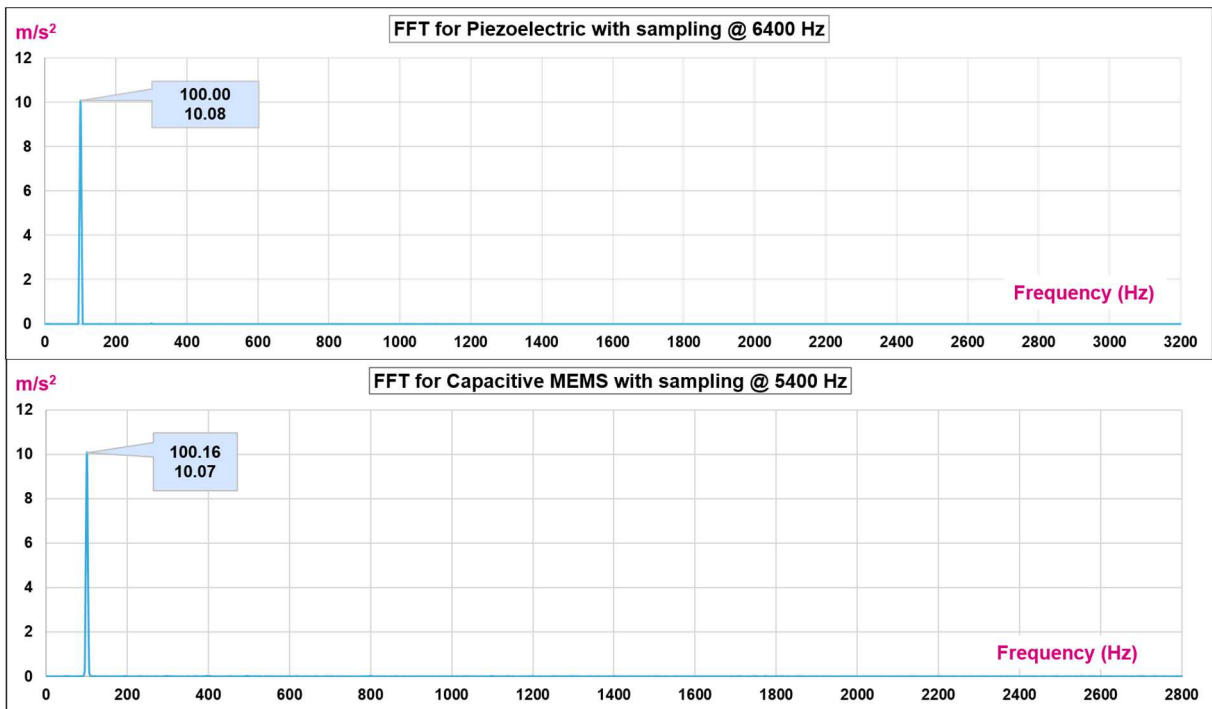 FFT for Piezoelectric with sampling @ 6400 Hz
m/s²
12
10
8
6
4
2
0
100.00
10.08
Frequency (Hz)
0 200 400 600 800 1000 1200 1400 1600 1800 2000 2200 2400 2600 2800 3000 3200
FFT for Capacitive MEMS with sampling @ 5400 Hz
m/s²
12
10
8
6
4
2
0
100.16
10.07
Frequency (Hz)
0 200 400 600 800 1000 1200 1400 1600 1800 2000 2200 2400 2600 2800